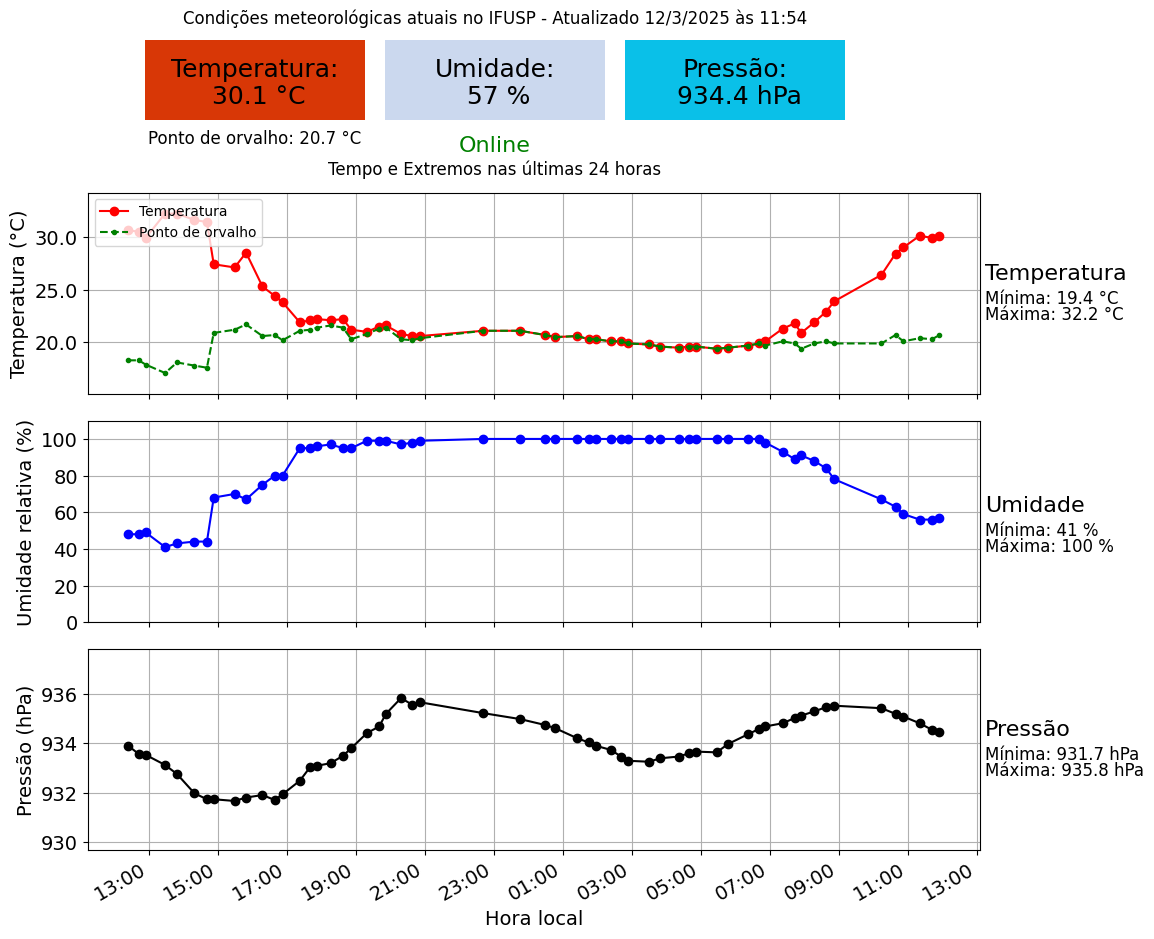 Condições meteorológicas atuais no IFUSP - Atualizado 12/3/2025 às 11:54
Temperatura:
30.1 °C
Umidade:
57 %
Pressão:
934.4 hPa
Ponto de orvalho: 20.7 °C
Online
Tempo e Extremos nas últimas 24 horas
Temperatura (°C)
30.0
25.0
20.0
Temperatura
Ponto de orvalho
Temperatura
Mínima: 19.4 °C
Máxima: 32.2 °C
Umidade relativa (%)
100
80
60
40
20
0
Umidade
Mínima: 41 %
Máxima: 100 %
Pressão (hPa)
936
934
932
930
Pressão
Mínima: 931.7 hPa
Máxima: 935.8 hPa
13:00 15:00 17:00 19:00 21:00 23:00 01:00 03:00 05:00 07:00 09:00 11:00 13:00
Hora local